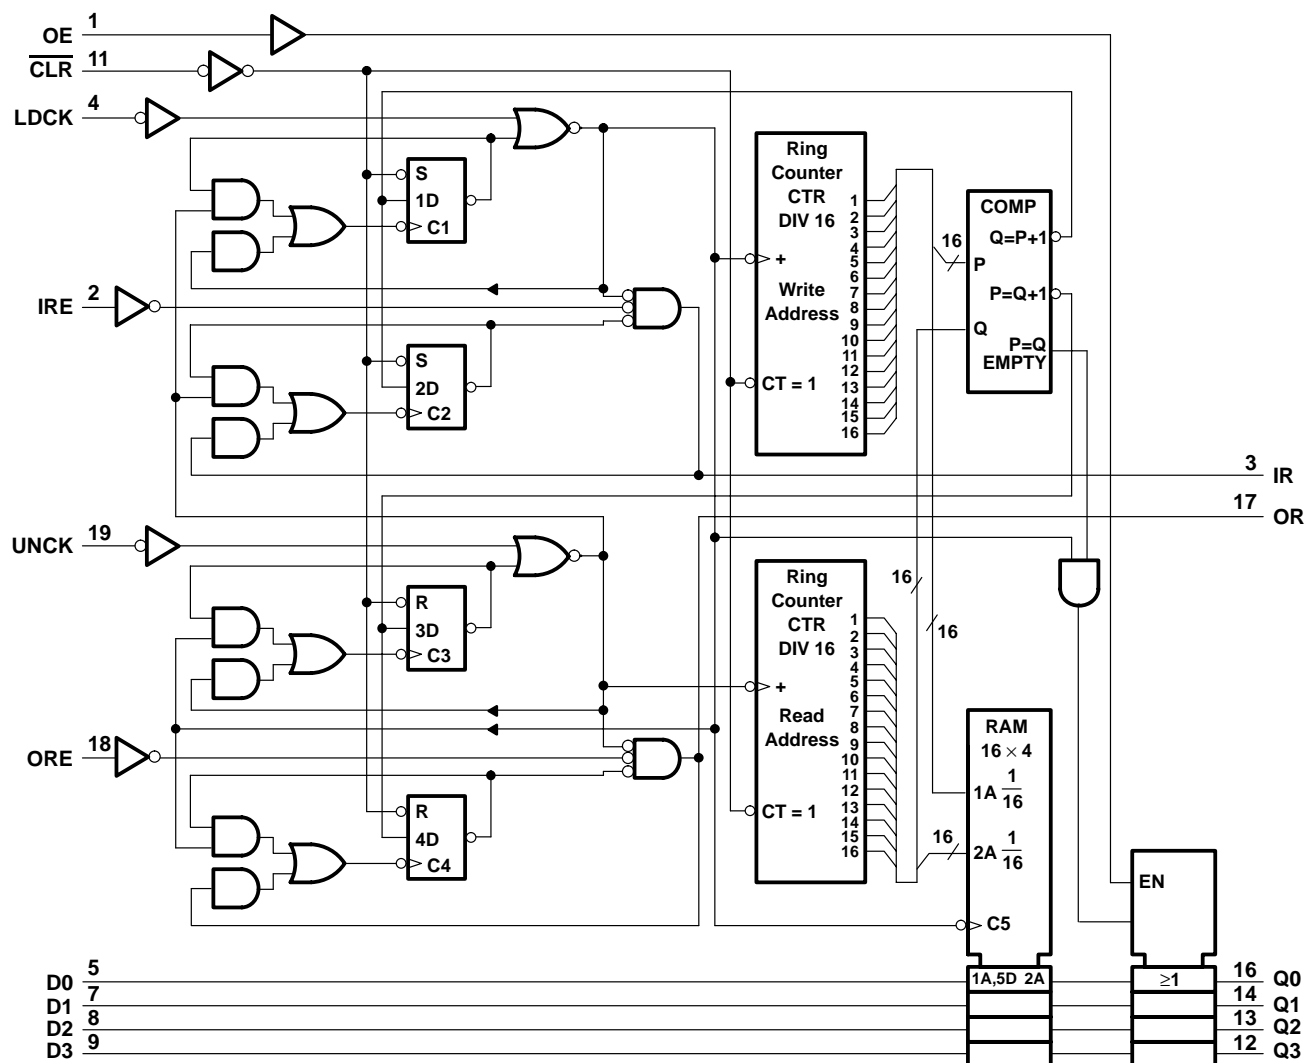 OE 1
CLR 11
LDCK 4
IRE 2
UNCK 19
ORE 18
D0 5
D1 7
D2 8
D3 9
S
1D
C1
S
2D
C2
R
3D
C3
R
4D
C4
Ring
Counter
CTR
DIV 16
+
Write
Address
CT = 1
1
2
3
4
5
6
7
8
9
10
11
12
13
14
15
16
COMP
Q=P+1
16
P
P=Q+1
Q
P=Q
EMPTY
3 IR
17 OR
16
16
Ring
Counter
CTR
DIV 16
+
Read
Address
CT = 1
1
2
3
4
5
6
7
8
9
10
11
12
13
14
15
16
16
RAM
16 × 4
1A 1/16
2A 1/16
C5
1A,5D 2A
EN
≥1
16 Q0
14 Q1
13 Q2
12 Q3